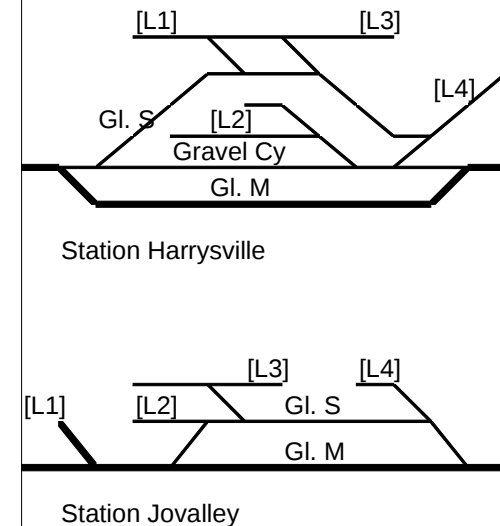 [L1] [L3]
[L4]
Gl. S [L2]
Gravel Cy
Gl. M
Station Harrysville
[L3] [L4]
[L1] [L2] Gl. S
Gl. M
Station Jovalley